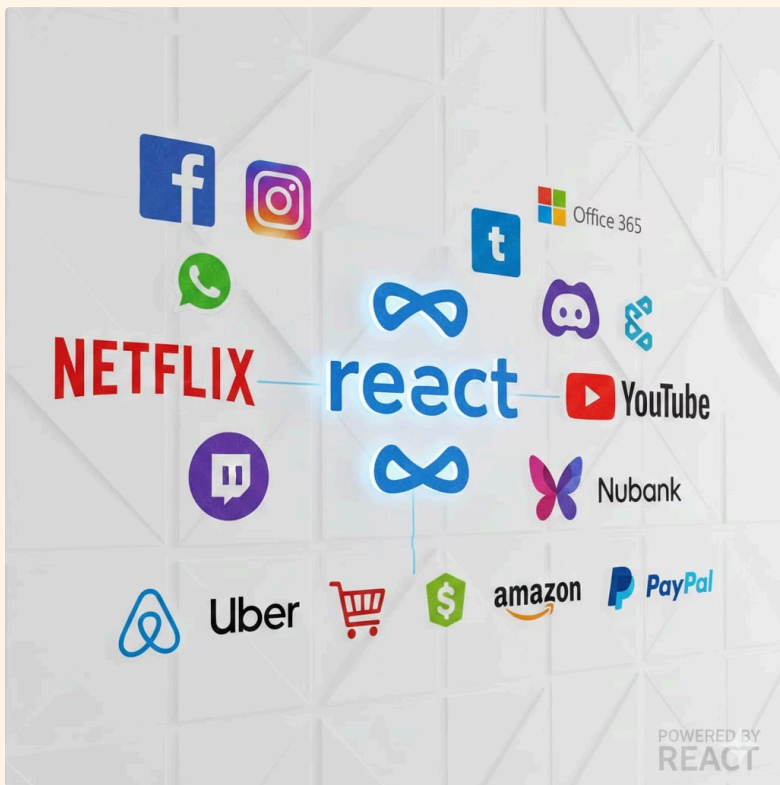 f
Office 365
t
NETFLIX
react
YouTube
Nubank
Uber
$
amazon
PayPal
POWERED BY
REACT